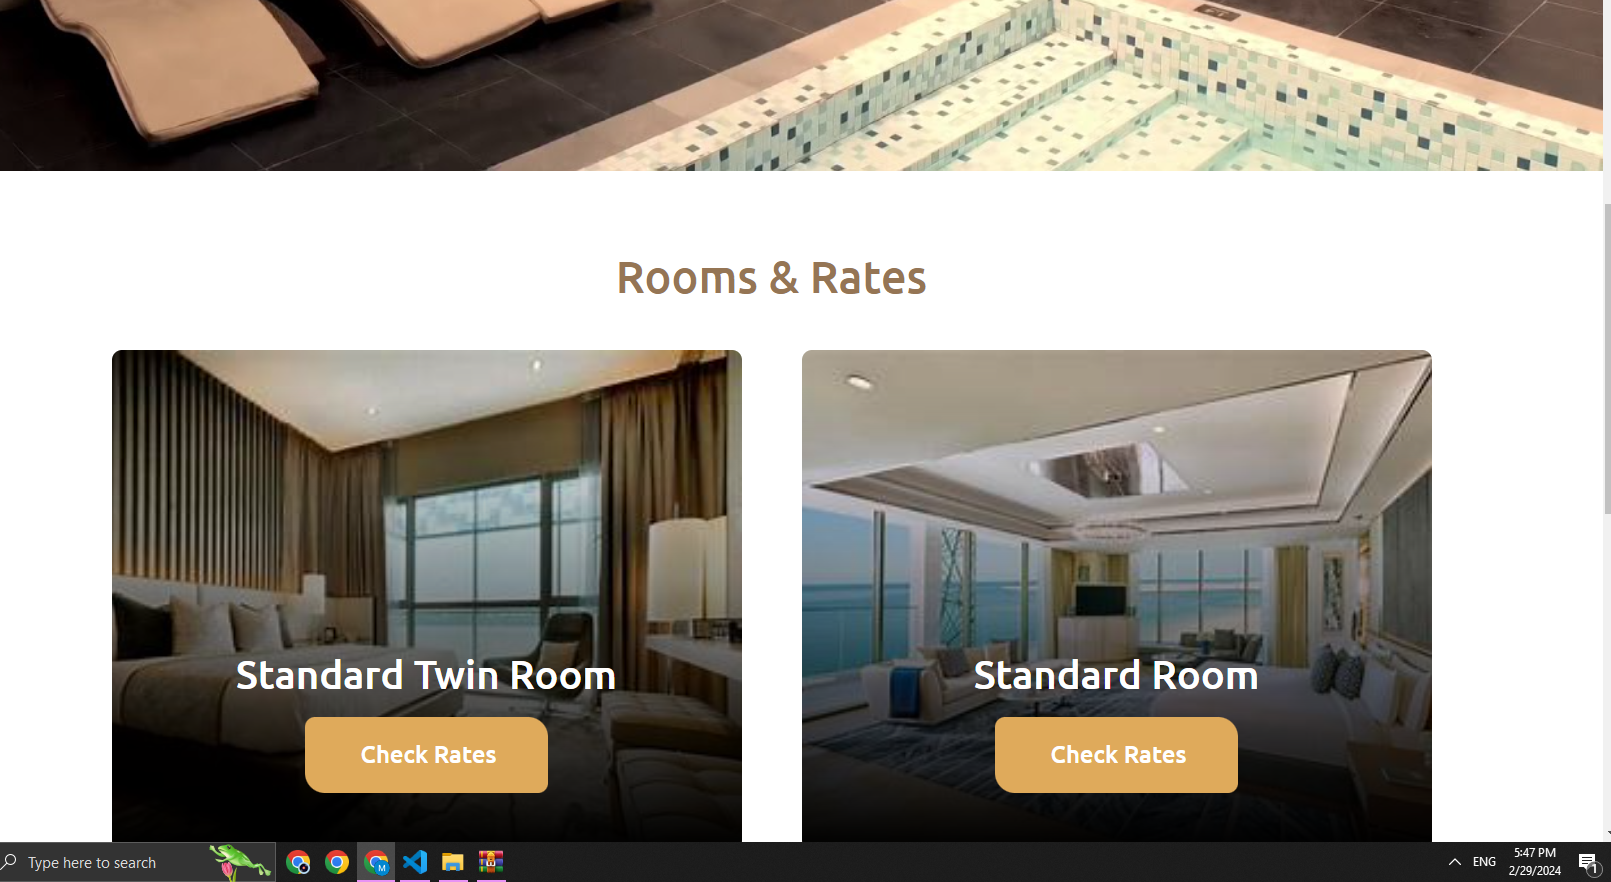 Rooms & Rates
Standard Twin Room
Check Rates
Standard Room
Check Rates
Type here to search
M
ENG
5:47 PM
2/29/2024
1